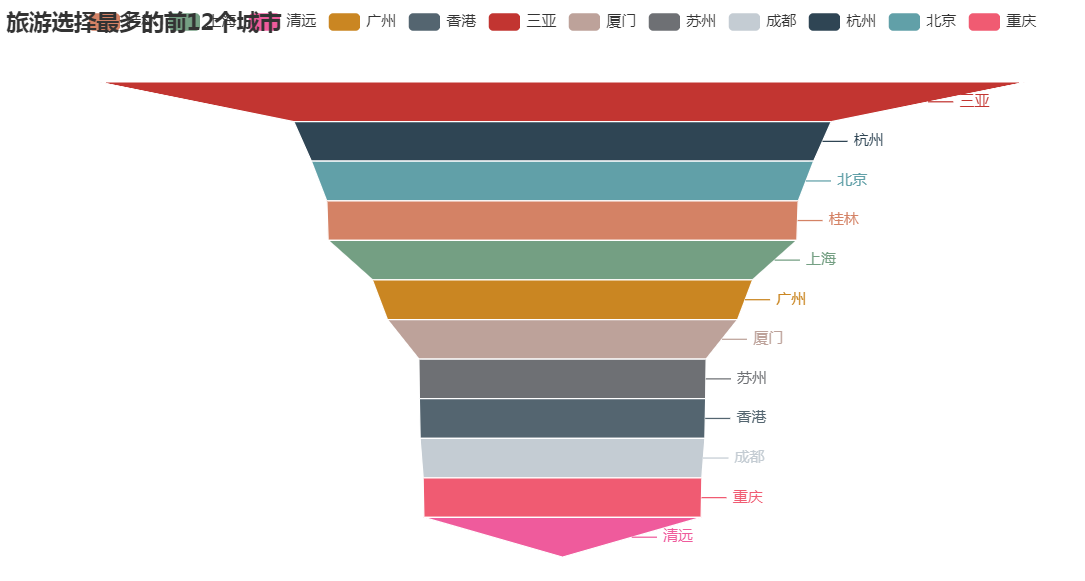 旅游选择最多的前12个城市
清远 广州 香港 三亚 厦门 苏州 成都 杭州 北京 重庆
三亚
杭州
北京
桂林
上海
广州
厦门
苏州
香港
成都
重庆
清远